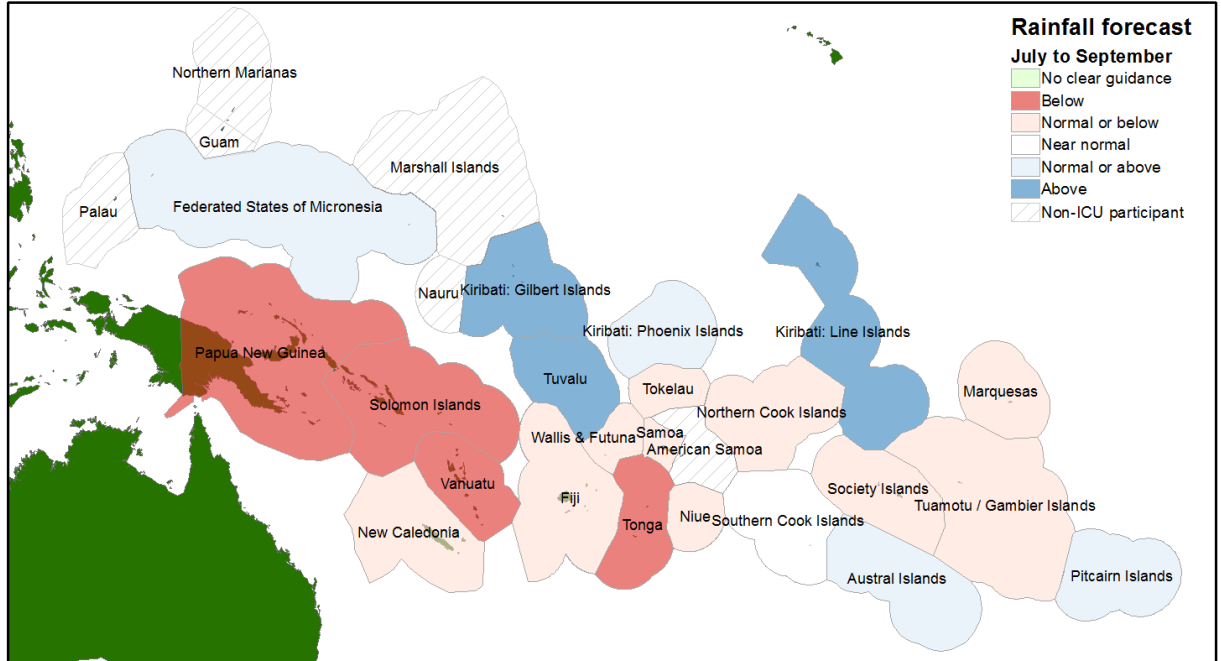 Rainfall forecast
July to September
No clear guidance
Below
Normal or below
Near normal
Normal or above
Above
Non-ICU participant
Northern Marianas
Guam
Marshall Islands
Palau
Federated States of Micronesia
Nauru
Kiribati: Gilbert Islands
Kiribati: Phoenix Islands
Kiribati: Line Islands
Papua New Guinea
Tuvalu
Tokelau
Marquesas
Solomon Islands
Northern Cook Islands
Wallis & Futuna
Samoa
American Samoa
Vanuatu
Fiji
Society Islands
Tuamotu / Gambier Islands
New Caledonia
Tonga
Niue
Southern Cook Islands
Austral Islands
Pitcairn Islands